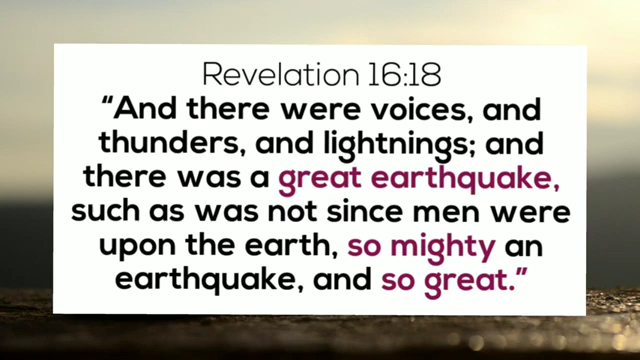 Revelation 16:18
“And there were voices, and
thunders, and lightnings; and
there was a great earthquake,
such as was not since men were
upon the earth, so mighty an
earthquake, and so great.”